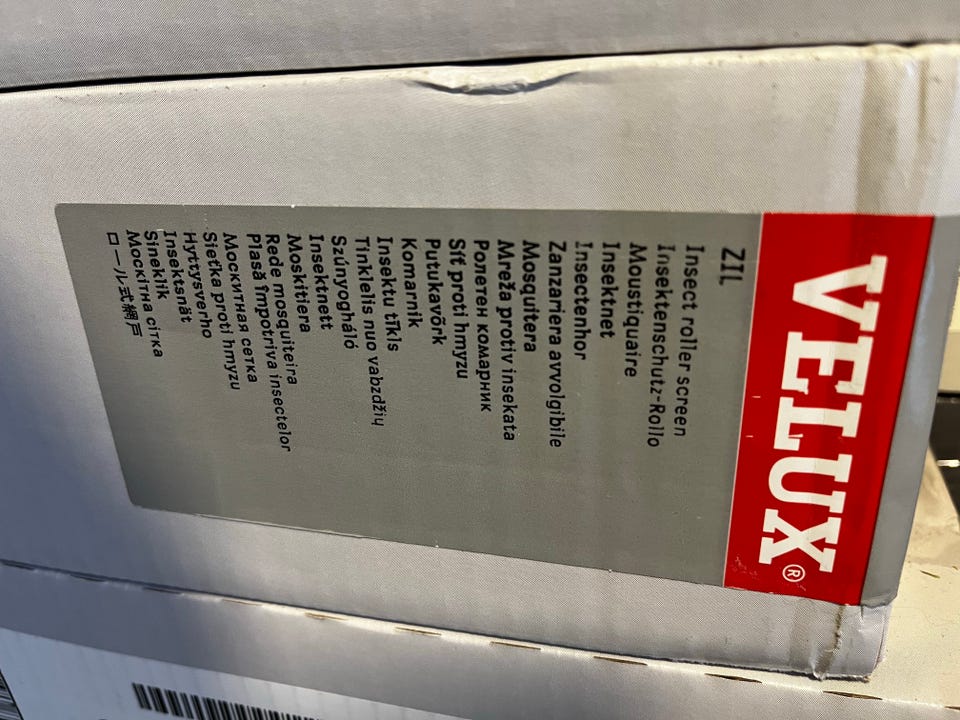 VELUX®
ZIL
Insect roller screen
Insektenschutz-Rollo
Moustiquaire
Insektnet
Insectenhor
Zanzariera avvolgibile
Mosquitera
Mreža protiv insekata
Ролетен комарник
Síť proti hmyzu
Putukavõrk
Komarnik
Insektu tīkls
Tinklelis nuo vabzdžių
Szúnyogháló
Insektnett
Moskitiera
Rede mosquiteira
Plasă împotriva insectelor
Москитная сетка
Sieťka proti hmyzu
Hyttysverho
Insektsnät
Sineklik
Москітна сітка
ロール式網戸